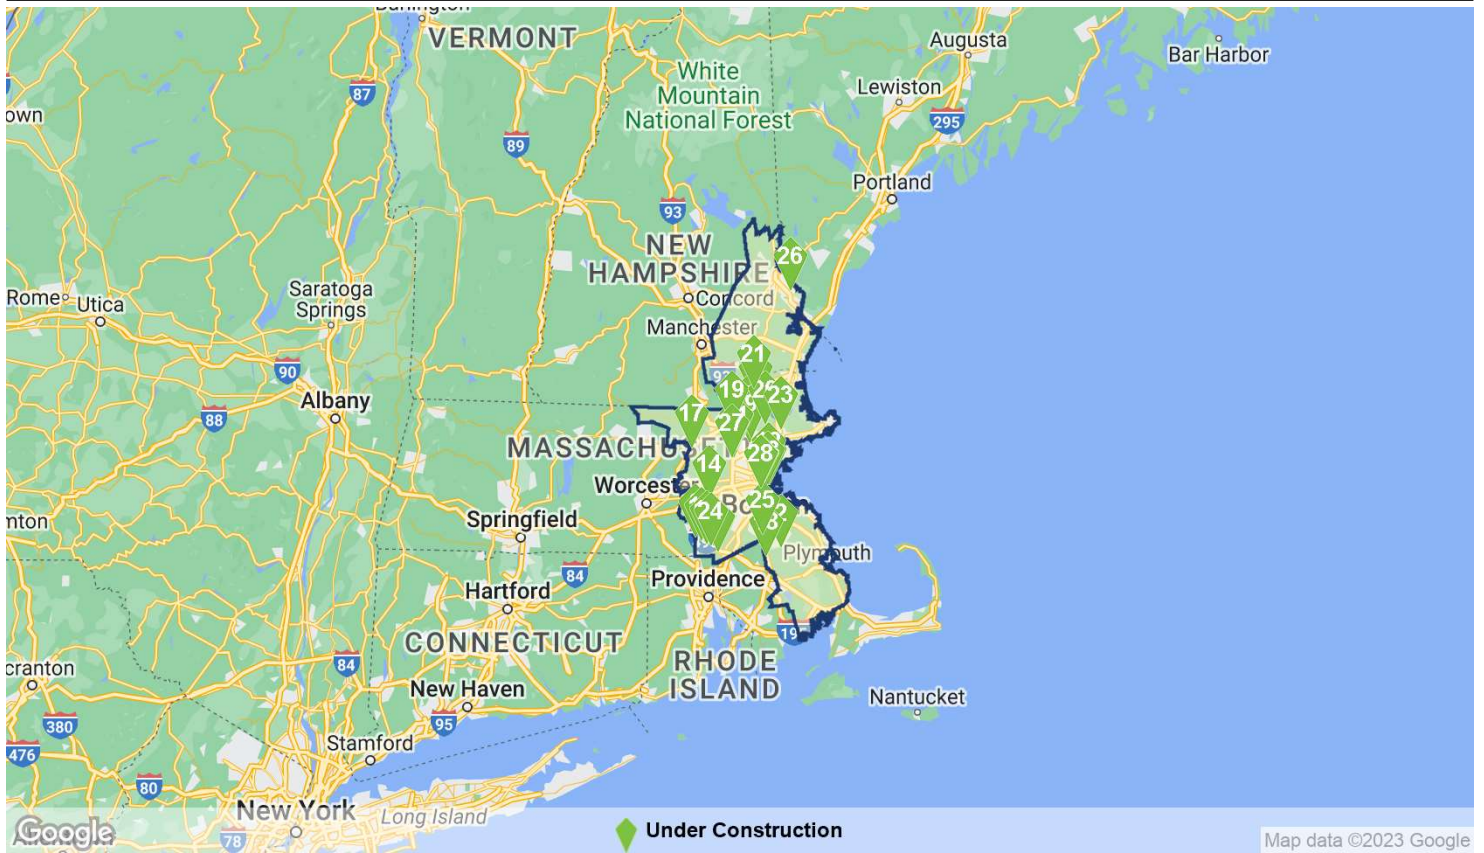 VERMONT
Augusta
Bar Harbor
White
Mountain
National Forest
Lewiston
87
own
295
89
Portland
93
NEW
HAMPSHIRE
26
Rome
Utica
Saratoga
Springs
Concord
Manchester
21
90
19
23
Albany
17
88
27
MASSACHU
28
14
Worcester
Springfield
25
24
Plymouth
84
Providence
Hartford
CONNECTICUT
RHODE
ISLAND
84
New Haven
Nantucket
95
380
Stamford
476
80
New York
Long Island
78
Google
Under Construction
Map data ©2023 Google